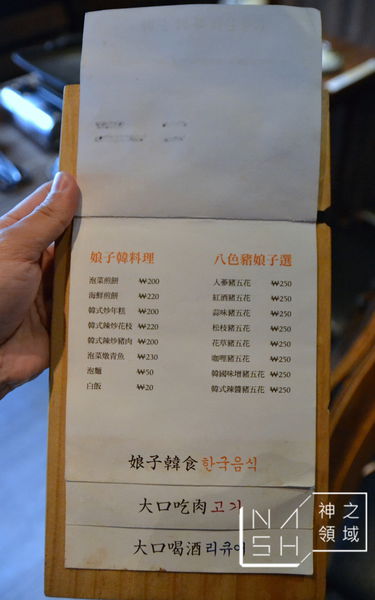 娘子韓料理
泡菜煎餅 ₩200
海鮮煎餅 ₩220
韓式炒年糕 ₩200
韓式辣炒花枝 ₩220
韓式辣炒豬肉 ₩200
泡菜燉青魚 ₩230
泡麵 ₩50
白飯 ₩20
八色豬娘子選
人蔘豬五花 ₩250
紅酒豬五花 ₩250
蒜味豬五花 ₩250
松枝豬五花 ₩250
花草豬五花 ₩250
咖哩豬五花 ₩250
韓國味增豬五花 ₩250
韓式辣醬豬五花 ₩250
娘子韓食 한국음식
大口吃肉 고기
大口喝酒 리큐어
NASH
神之
領域